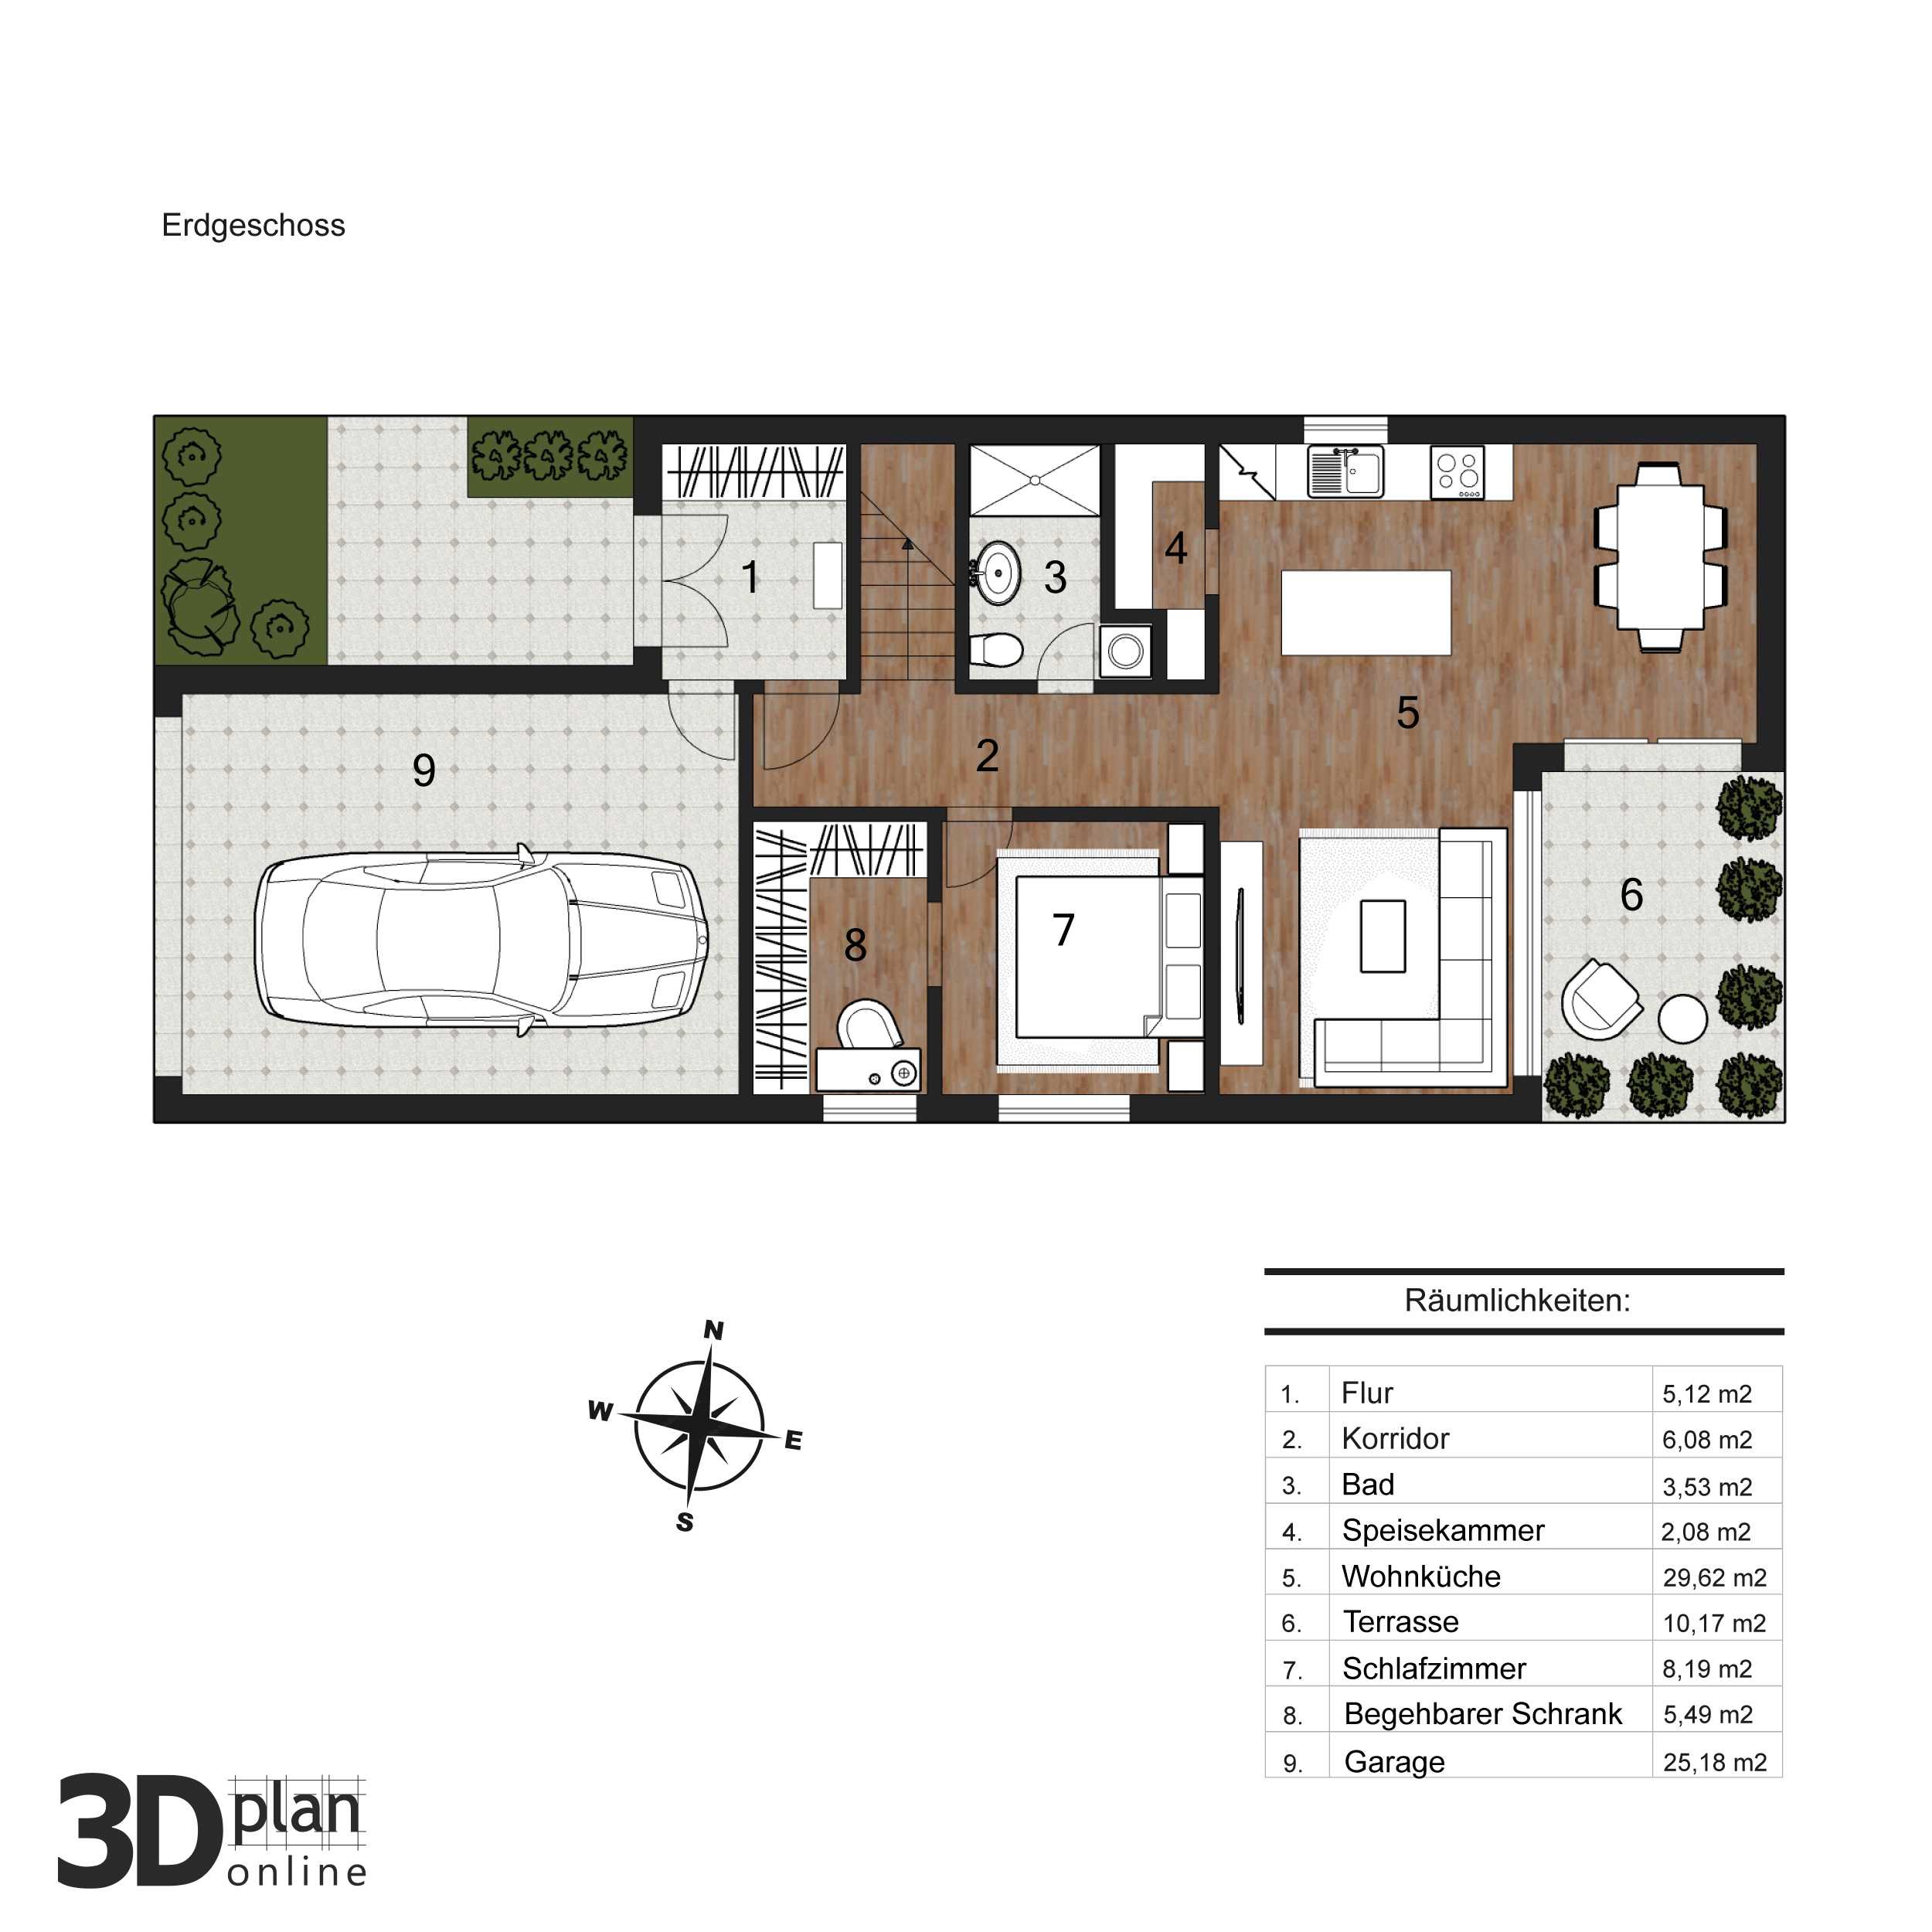 Erdgeschoss
1
2
3
4
5
6
7
8
9
N
W
E
S
Räumlichkeiten:
1. Flur 5,12 m2
2. Korridor 6,08 m2
3. Bad 3,53 m2
4. Speisekammer 2,08 m2
5. Wohnküche 29,62 m2
6. Terrasse 10,17 m2
7. Schlafzimmer 8,19 m2
8. Begehbarer Schrank 5,49 m2
9. Garage 25,18 m2
3D plan
online